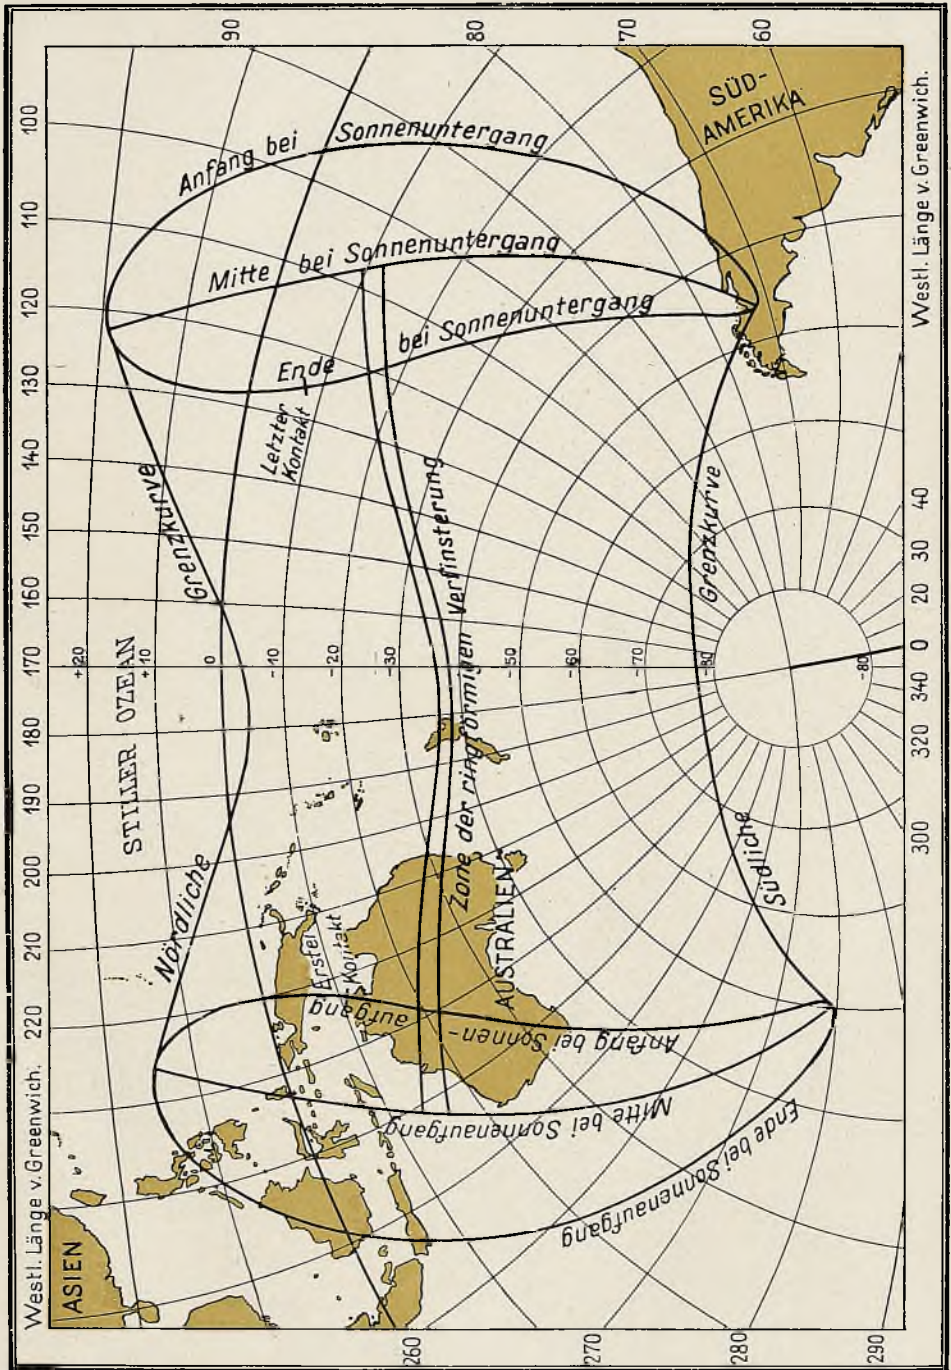 Westl. Länge v. Greenwich.
100
110
120
130
140
150
160
170
180
190
200
210
220
90
80
70
60
SÜD-
AMERIKA
Anfang bei Sonnenuntergang
Mitte bei Sonnenuntergang
Ende bei Sonnenuntergang
Letzter
Kontakt
Nördliche Grenzkurve
STILLER OZEAN
+20
+10
0
-10
-20
-30
-50
-60
-70
-80
-80
Zone der ringförmigen Verfinsterung
Südliche Grenzkurve
Erster
Kontakt
AUSTRALIEN
Anfang bei Sonnen-
aufgang
Mitte bei Sonnenaufgang
Ende bei Sonnenaufgang
ASIEN
Westl. Länge v. Greenwich.
40
30
20
0
340
320
300
260
270
280
290